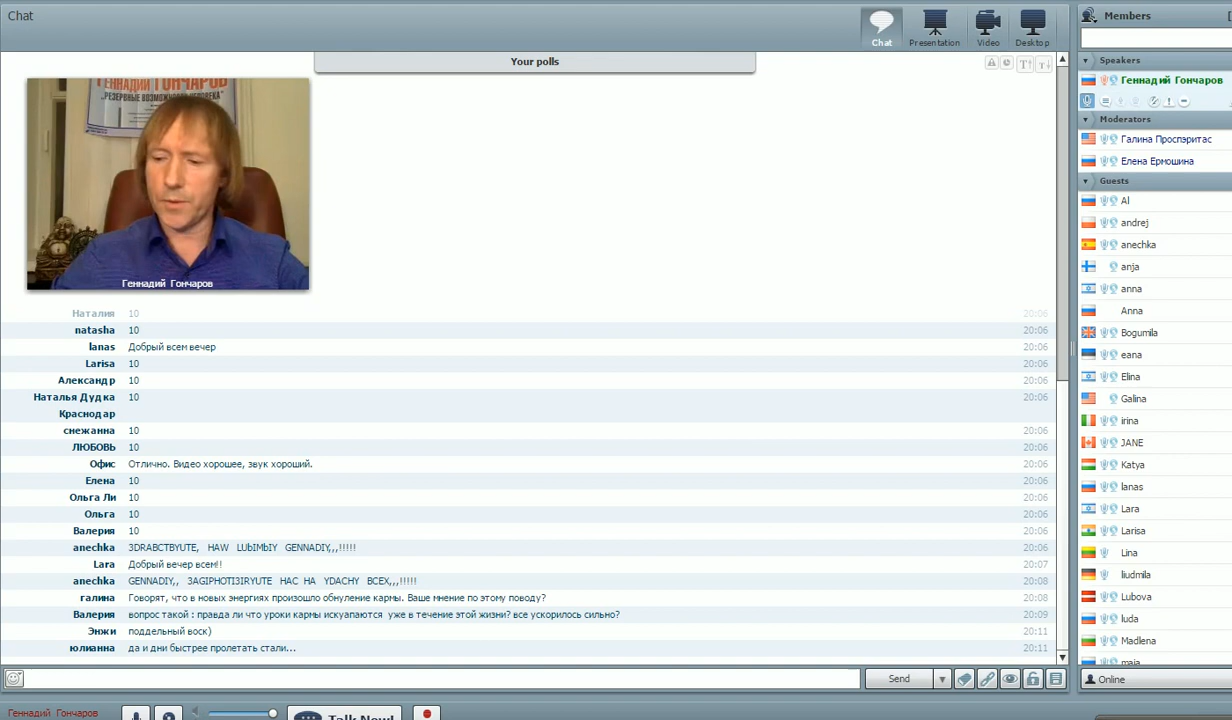 Chat
Chat
Presentation
Video
Desktop
Your polls
ГЕННАДИЙ ГОНЧАРОВ
"РЕЗЕРВНЫЕ ВОЗМОЖНОСТИ ЧЕЛОВЕКА"
Геннадий Гончаров
Наталия 10 20:06
natasha 10 20:06
lanas Добрый всем вечер 20:06
Larisa 10 20:06
Александр 10 20:06
Наталья Дудка 10 20:06
Краснодар
снежанна 10 20:06
ЛЮБОВЬ 10 20:06
Офис Отлично. Видео хорошее, звук хороший. 20:06
Елена 10 20:06
Ольга Ли 10 20:06
Ольга 10 20:06
Валерия 10 20:06
anechka 3DRABCTBYUTE, HAW LUbIMbIY GENNADIY,,,!!!!! 20:06
Lara Добрый вечер всем!! 20:07
anechka GENNADIY,, 3AGIPHOTI3IRYUTE HAC HA YDACHY BCEX,,,!!!!! 20:08
галина Говорят, что в новых энергиях произошло обнуление кармы. Ваше мнение по этому поводу? 20:08
Валерия вопрос такой : правда ли что уроки кармы искуапаются уже в течение этой жизни? все ускорилось сильно? 20:09
Энжи поддельный воск) 20:11
юлианна да и дни быстрее пролетать стали... 20:11
Send
Геннадий Гончаров
Talk Now!
Members
Speakers
Геннадий Гончаров
Moderators
Галина Проспэритас
Елена Ермошина
Guests
Al
andrej
anechka
anja
anna
Anna
Bogumila
eana
Elina
Galina
irina
JANE
Katya
lanas
Lara
Larisa
Lina
liudmila
Lubova
luda
Madlena
maia
Online